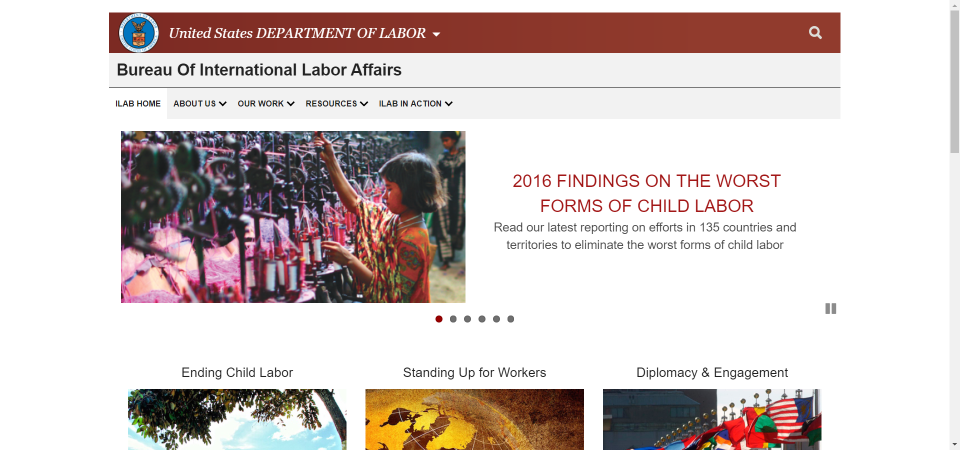 United States DEPARTMENT OF LABOR
Bureau Of International Labor Affairs
ILAB HOME ABOUT US OUR WORK RESOURCES ILAB IN ACTION
2016 FINDINGS ON THE WORST
FORMS OF CHILD LABOR
Read our latest reporting on efforts in 135 countries and
territories to eliminate the worst forms of child labor
Ending Child Labor Standing Up for Workers Diplomacy & Engagement